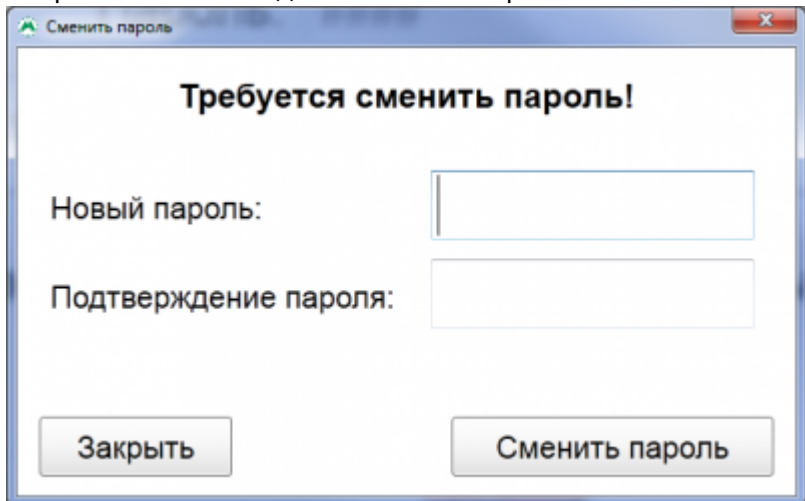 Сменить пароль
Требуется сменить пароль!
Новый пароль:
Подтверждение пароля:
Закрыть
Сменить пароль